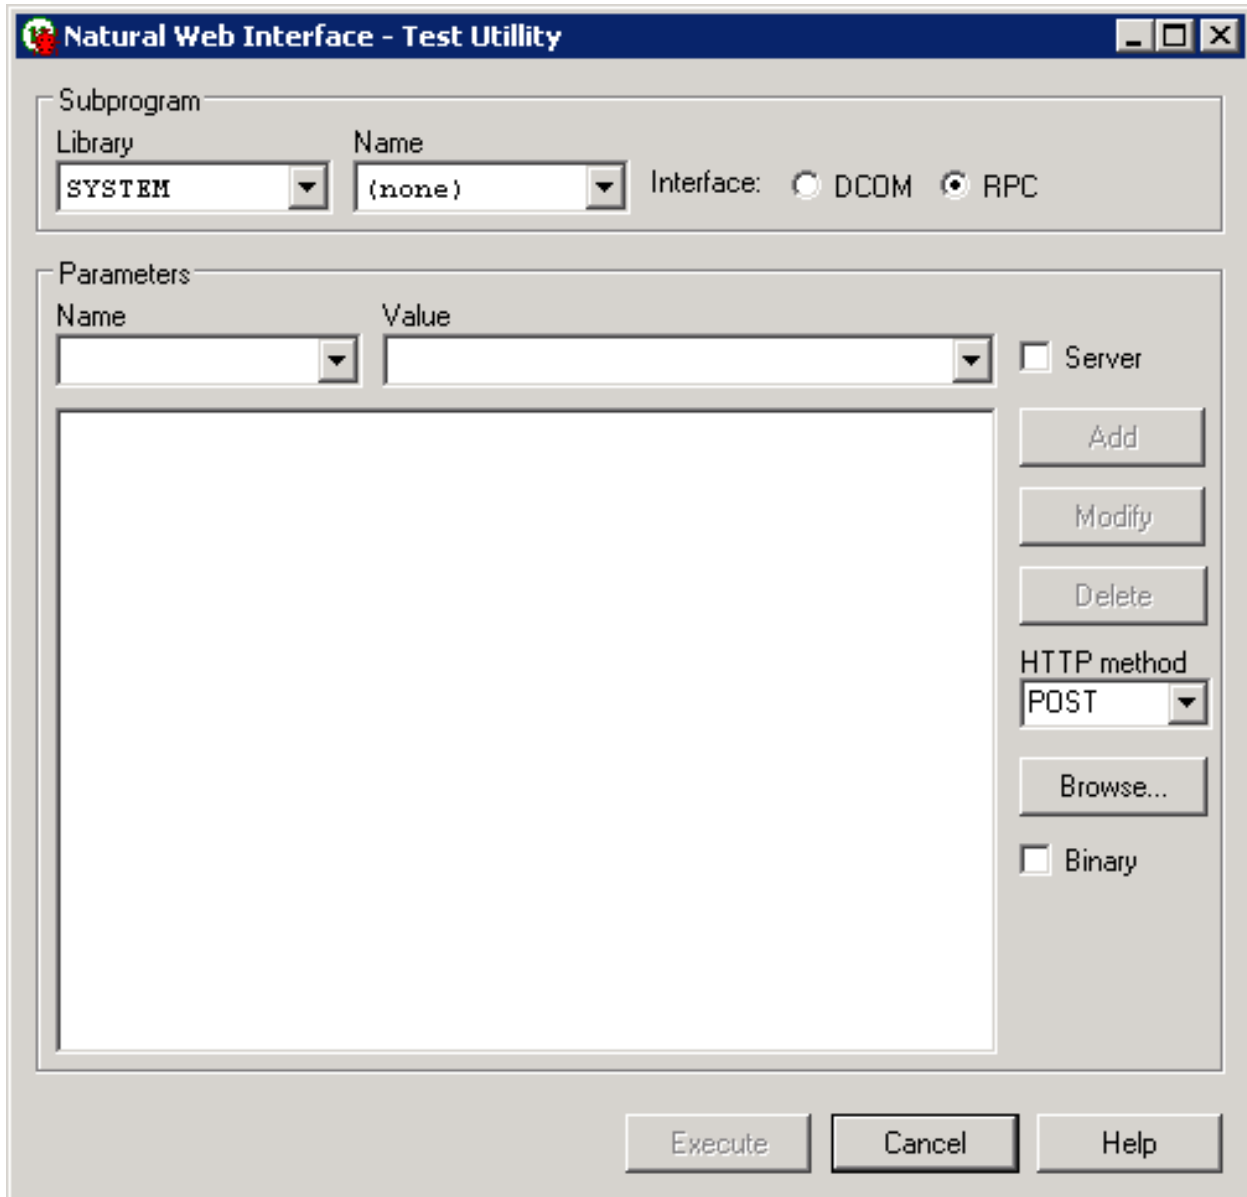 Natural Web Interface - Test Utillity
Subprogram
Library Name
SYSTEM (none) Interface: DCOM RPC
Parameters
Name Value
Server
Add
Modify
Delete
HTTP method
POST
Browse...
Binary
Execute Cancel Help